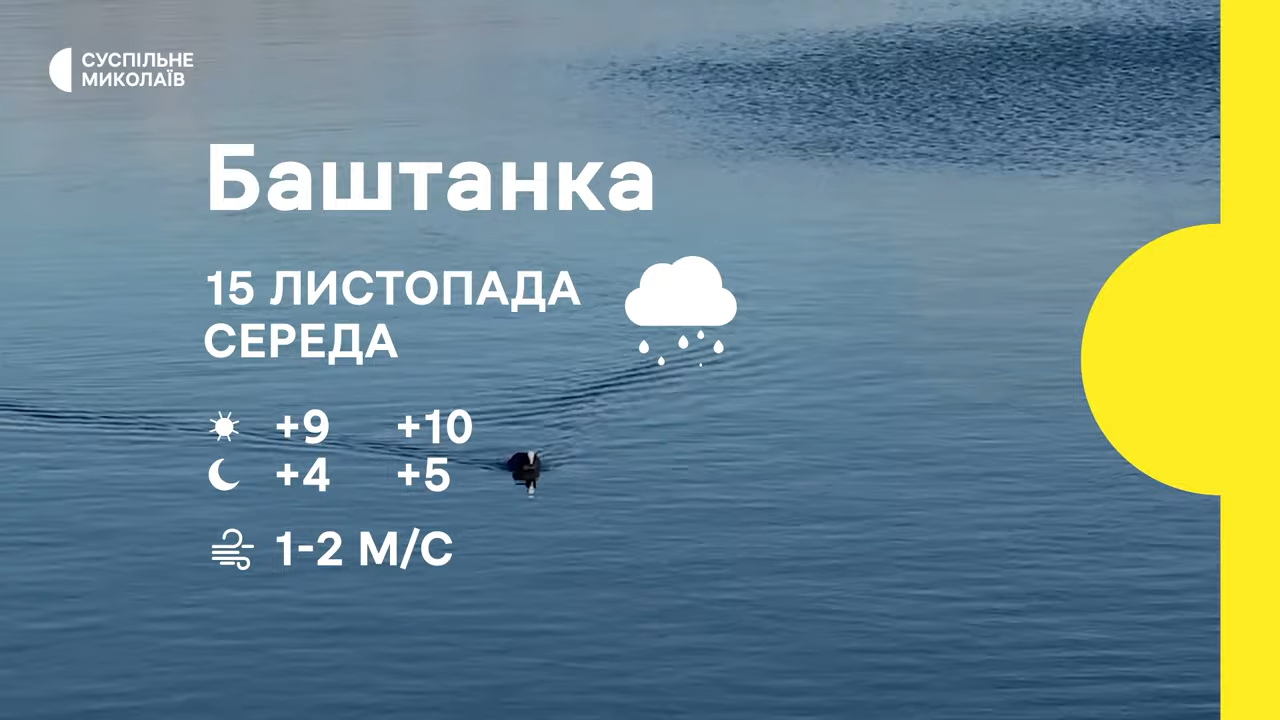 СУСПІЛЬНЕ
МИКОЛАЇВ
Баштанка
15 ЛИСТОПАДА
СЕРЕДА
+9 +10
+4 +5
1-2 М/С